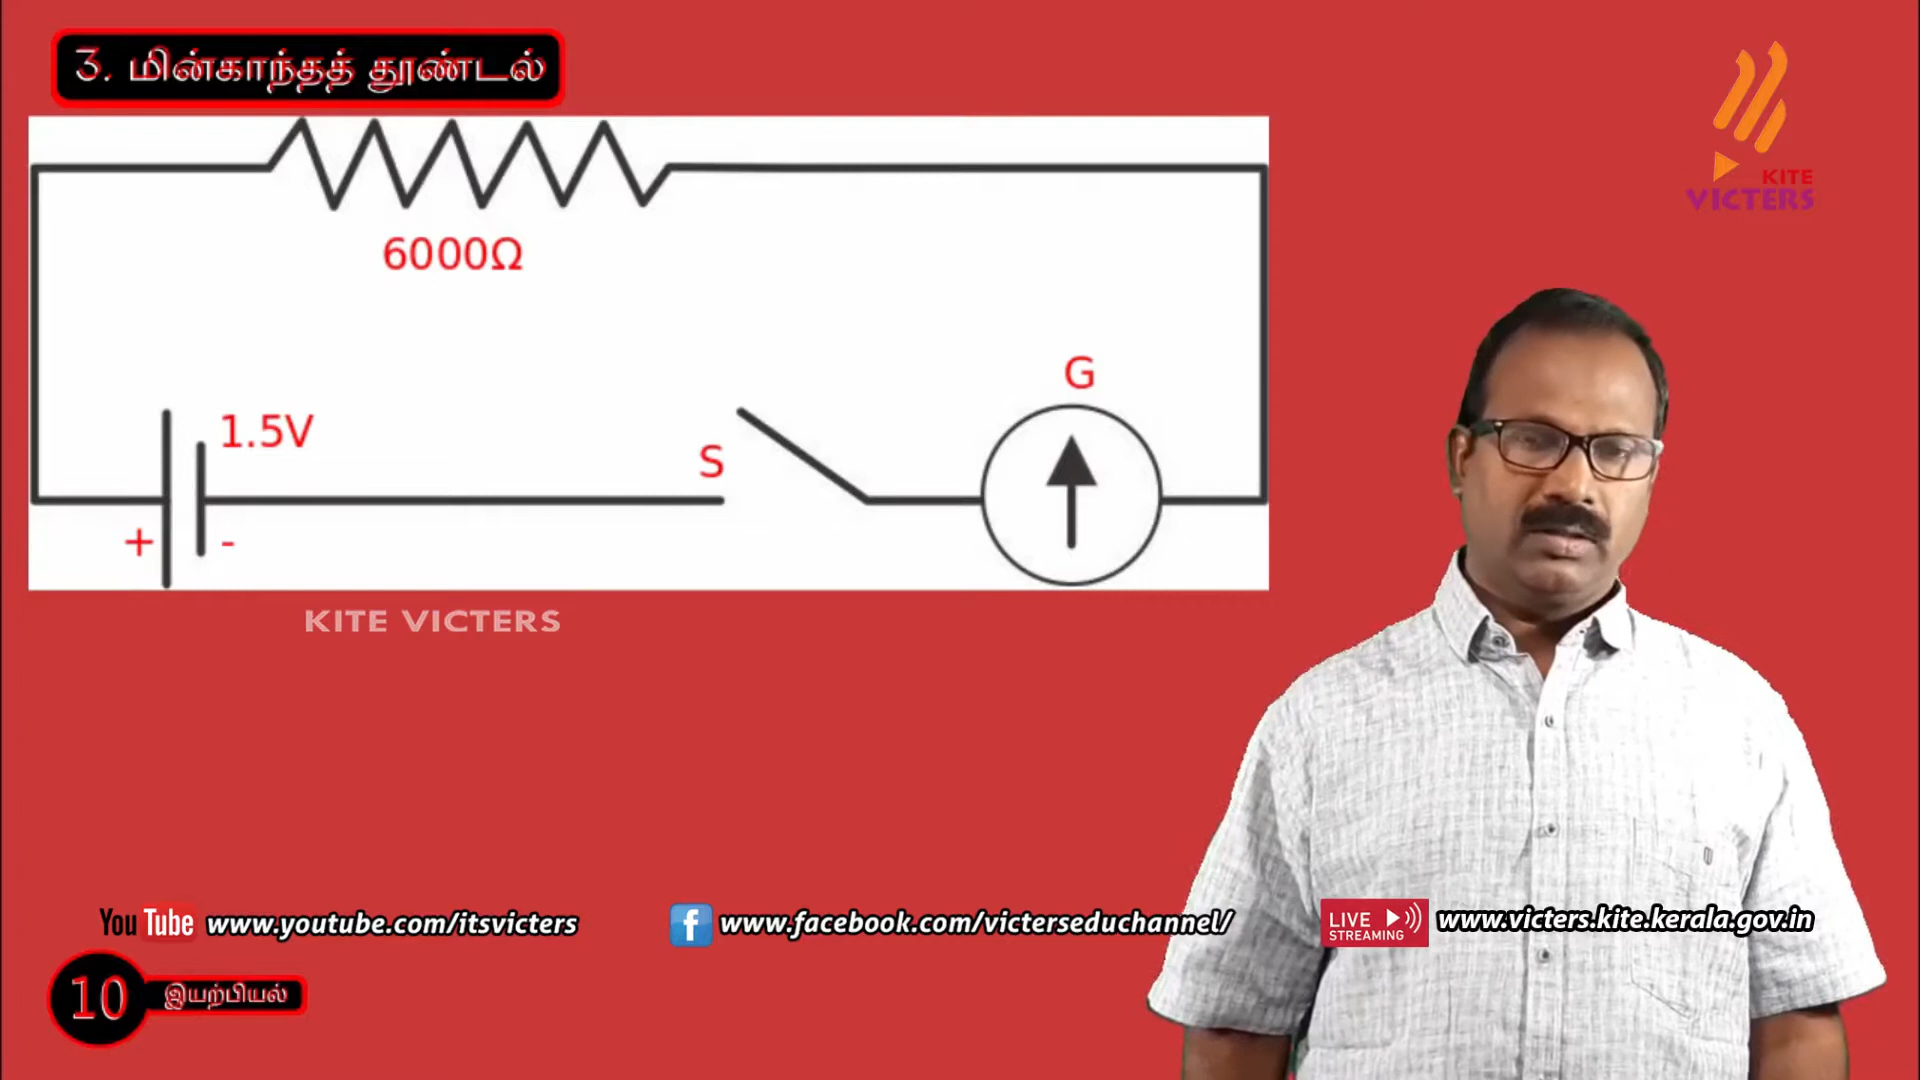 3. மின்காந்தத் தூண்டல்
KITE
VICTERS
6000Ω
G
1.5V
S
+ -
KITE VICTERS
You Tube www.youtube.com/itsvicters
f www.facebook.com/victerseduchannel/
LIVE STREAMING www.victers.kite.kerala.gov.in
10 இயற்பியல்